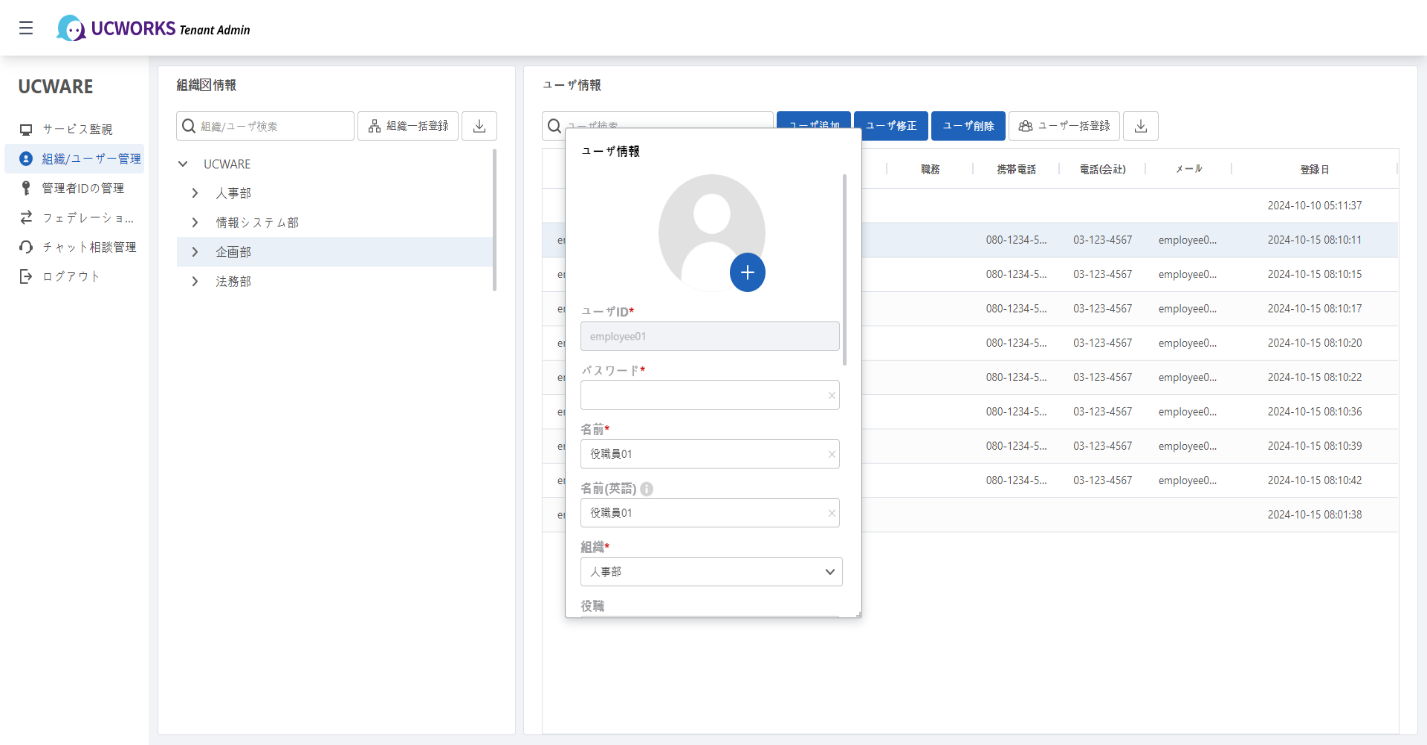 UCWORKS Tenant Admin
UCWARE
サービス監視
組織/ユーザー管理
管理者IDの管理
フェデレーショ...
チャット相談管理
ログアウト
組織図情報
組織/ユーザ検索
組織一括登録
UCWARE
人事部
情報システム部
企画部
法務部
ユーザ情報
ユーザ検索
ユーザ追加
ユーザ修正
ユーザ削除
ユーザー一括登録
職務 携帯電話 電話(会社) メール 登録日
2024-10-10 05:11:37
080-1234-5... 03-123-4567 employee0... 2024-10-15 08:10:11
080-1234-5... 03-123-4567 employee0... 2024-10-15 08:10:15
080-1234-5... 03-123-4567 employee0... 2024-10-15 08:10:17
080-1234-5... 03-123-4567 employee0... 2024-10-15 08:10:20
080-1234-5... 03-123-4567 employee0... 2024-10-15 08:10:22
080-1234-5... 03-123-4567 employee0... 2024-10-15 08:10:36
080-1234-5... 03-123-4567 employee0... 2024-10-15 08:10:39
080-1234-5... 03-123-4567 employee0... 2024-10-15 08:10:42
2024-10-15 08:01:38
ユーザ情報
ユーザID*
employee01
パスワード*
名前*
役職員01
名前(英語)
役職員01
組織*
人事部
役職